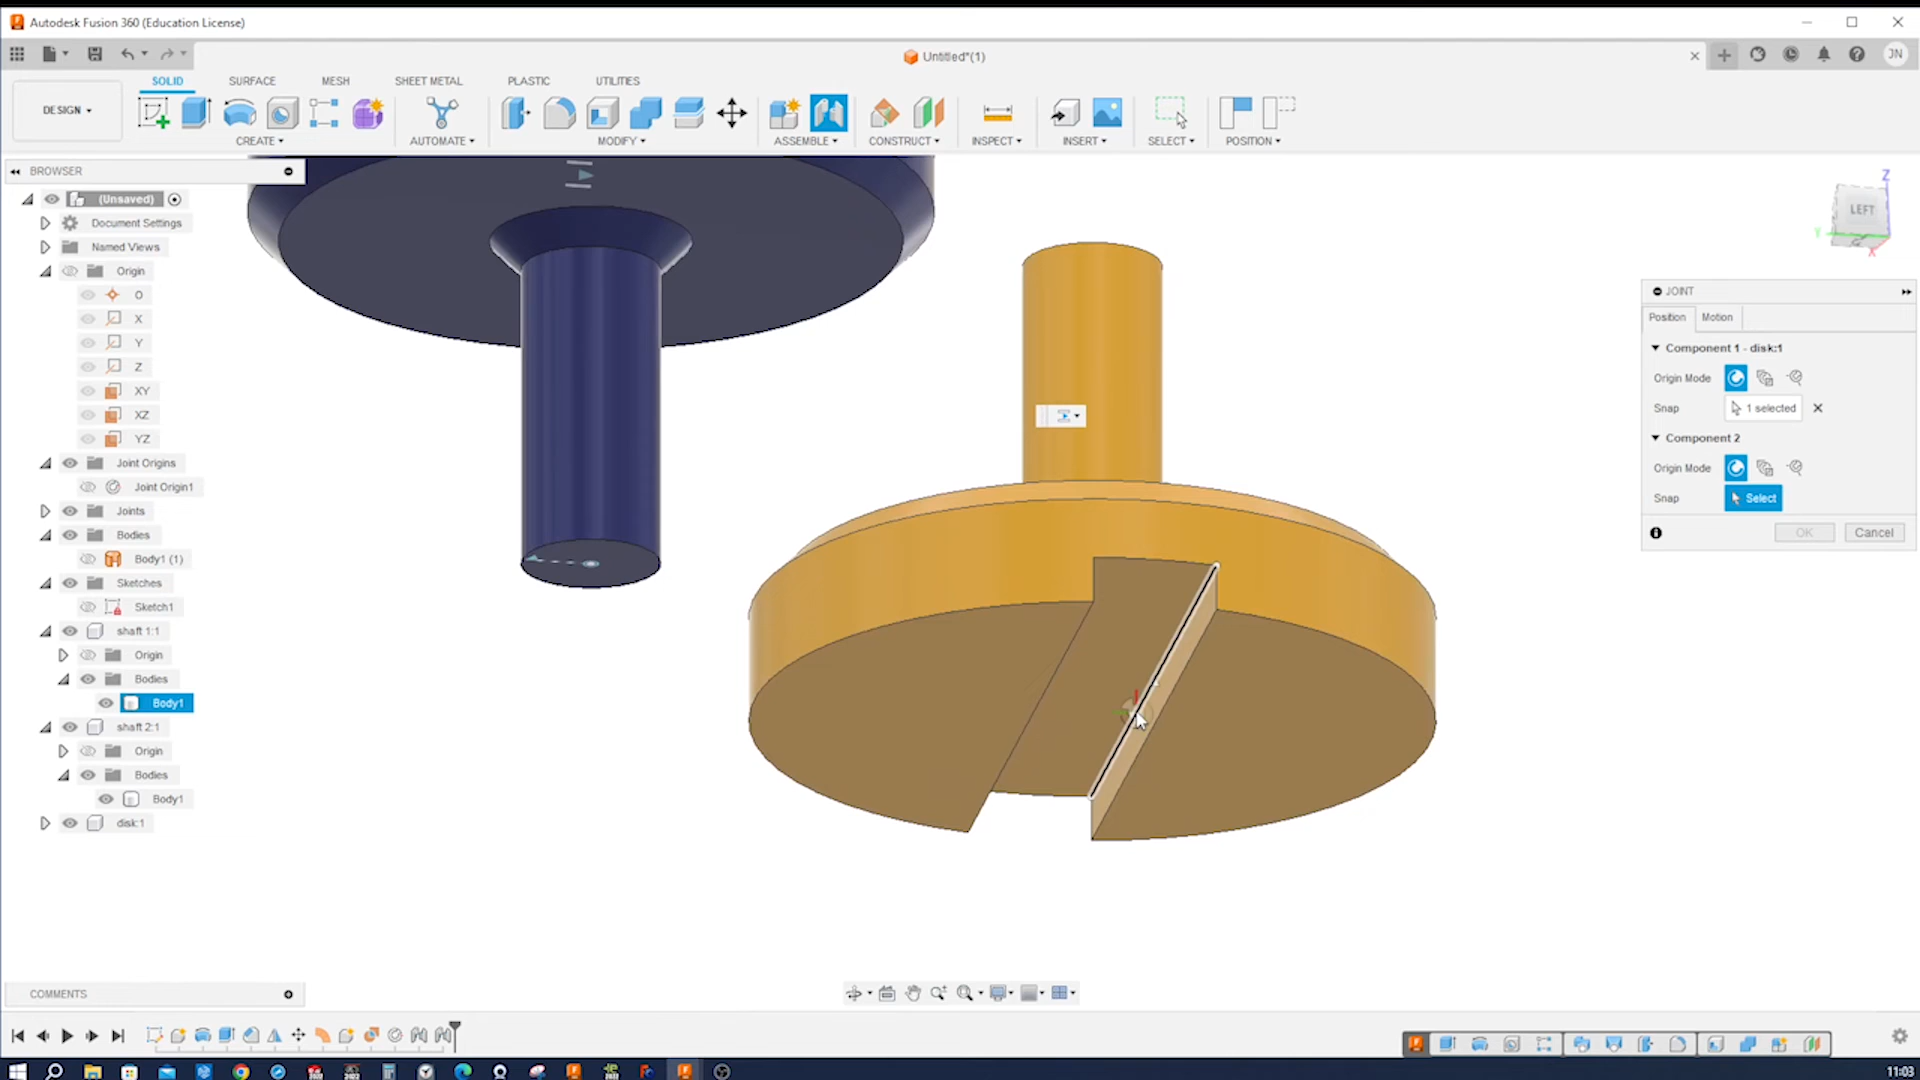 Autodesk Fusion 360 (Education License)
Untitled*(1)
JN
DESIGN
SOLID SURFACE MESH SHEET METAL PLASTIC UTILITIES
CREATE AUTOMATE MODIFY ASSEMBLE CONSTRUCT INSPECT INSERT SELECT POSITION
BROWSER
(Unsaved)
Document Settings
Named Views
Origin
O
X
Y
Z
XY
XZ
YZ
Joint Origins
Joint Origin1
Joints
Bodies
Body1 (1)
Sketches
Sketch1
shaft 1:1
Origin
Bodies
Body1
shaft 2:1
Origin
Bodies
Body1
disk:1
Z
LEFT
Y
X
JOINT
Position Motion
Component 1 - disk:1
Origin Mode
Snap 1 selected
Component 2
Origin Mode
Snap Select
OK Cancel
COMMENTS
11:03